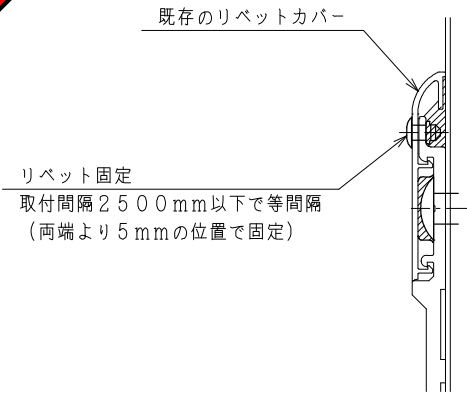 既存のリベットカバー
リベット固定
取付間隔２５００mm以下で等間隔
（両端より５mmの位置で固定）